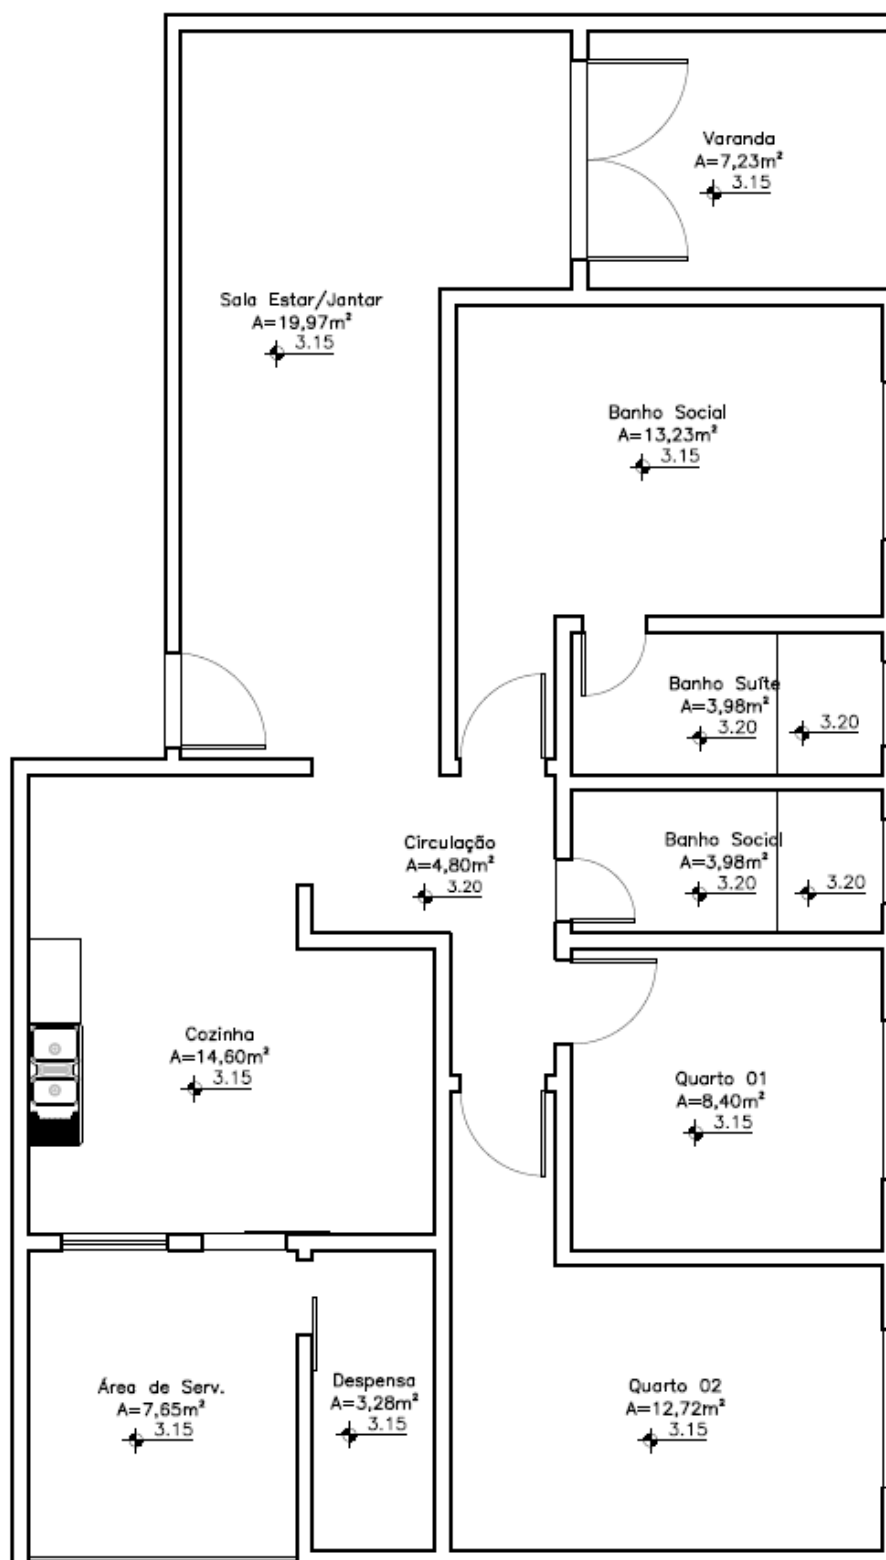 Varanda
A=7,23m²
3.15
Sala Estar/Jantar
A=19,97m²
3.15
Banho Social
A=13,23m²
3.15
Banho Suíte
A=3,98m²
3.20
3.20
Banho Social
A=3,98m²
3.20
3.20
Circulação
A=4,80m²
3.20
Cozinha
A=14,60m²
3.15
Quarto 01
A=8,40m²
3.15
Área de Serv.
A=7,65m²
3.15
Despensa
A=3,28m²
3.15
Quarto 02
A=12,72m²
3.15